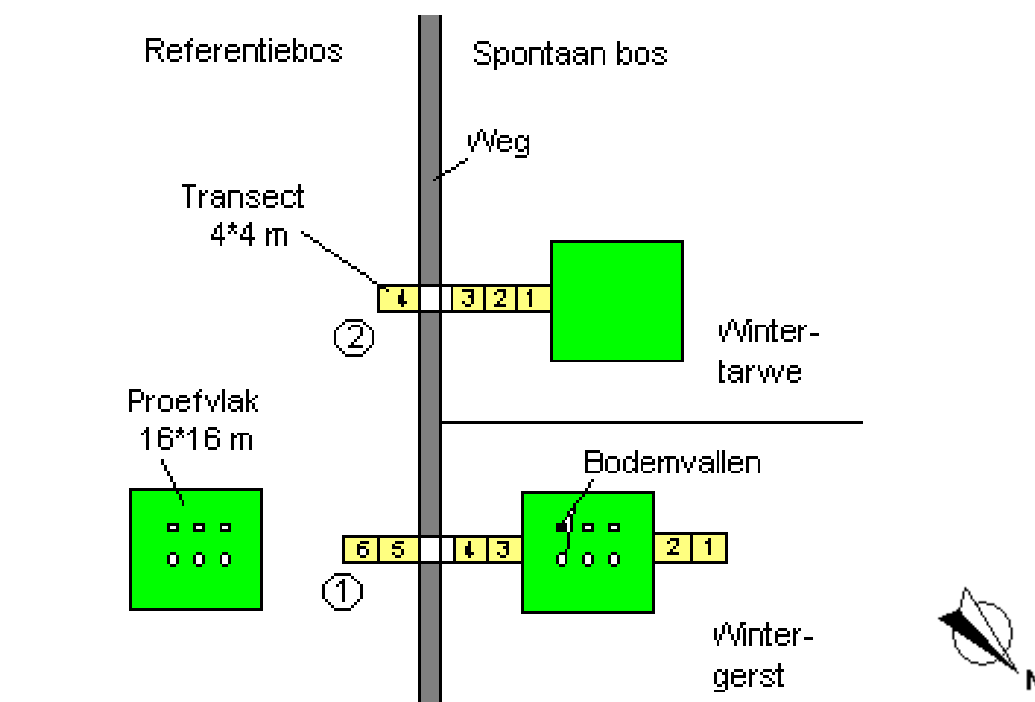 Referentiebos
Spontaan bos
Weg
Transect
4*4 m
4 3 2 1
2
Winter-
tarwe
Proefvlak
16*16 m
Bodemvallen
6 5 4 3 2 1
1
Winter-
gerst
N